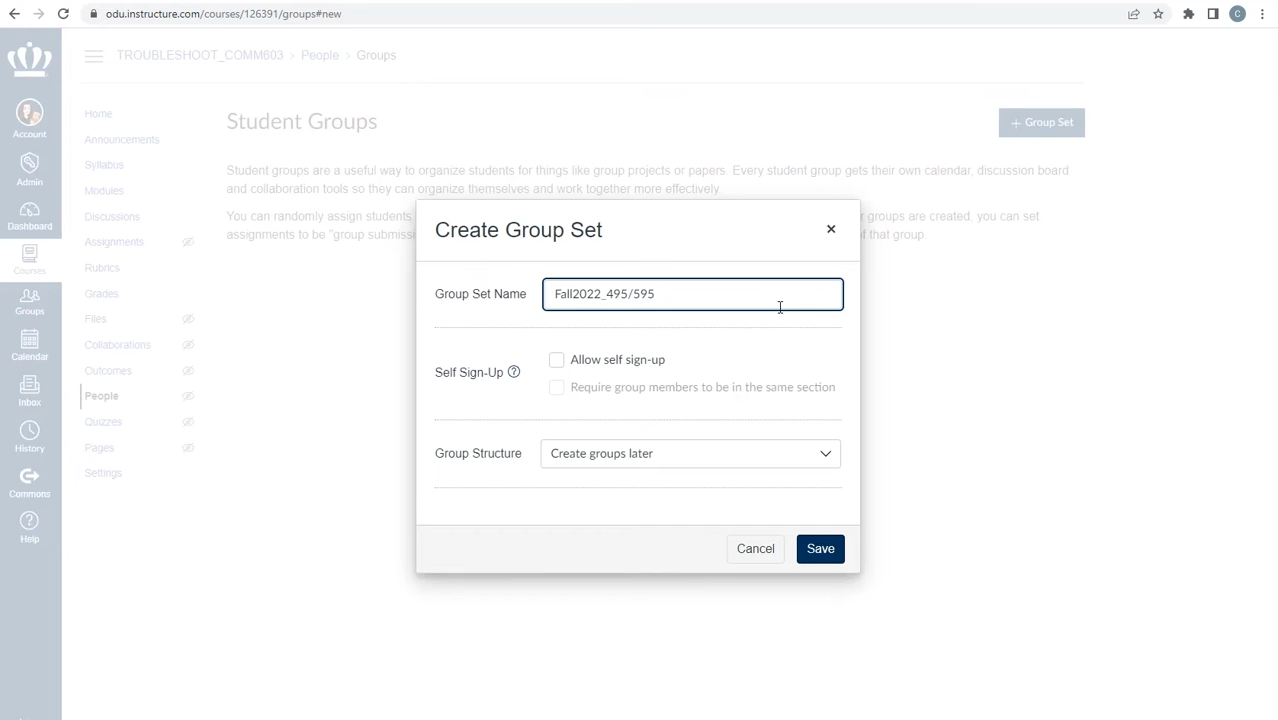 odu.instructure.com/courses/126391/groups#new
C
TROUBLESHOOT_COMM603 > People > Groups
Account
Admin
Dashboard
Courses
Groups
Calendar
Inbox
History
Commons
Help
Home
Announcements
Syllabus
Modules
Discussions
Assignments
Rubrics
Grades
Files
Collaborations
Outcomes
People
Quizzes
Pages
Settings
Student Groups
+ Group Set
Student groups are a useful way to organize students for things like group projects or papers. Every student group gets their own calendar, discussion board
and collaboration tools so they can organize themselves and work together more effectively.
You can randomly assign students
r groups are created, you can set
assignments to be "group submiss
of that group.
Create Group Set
×
Group Set Name
Fall2022_495/595
Self Sign-Up ?
Allow self sign-up
Require group members to be in the same section
Group Structure
Create groups later
Cancel
Save